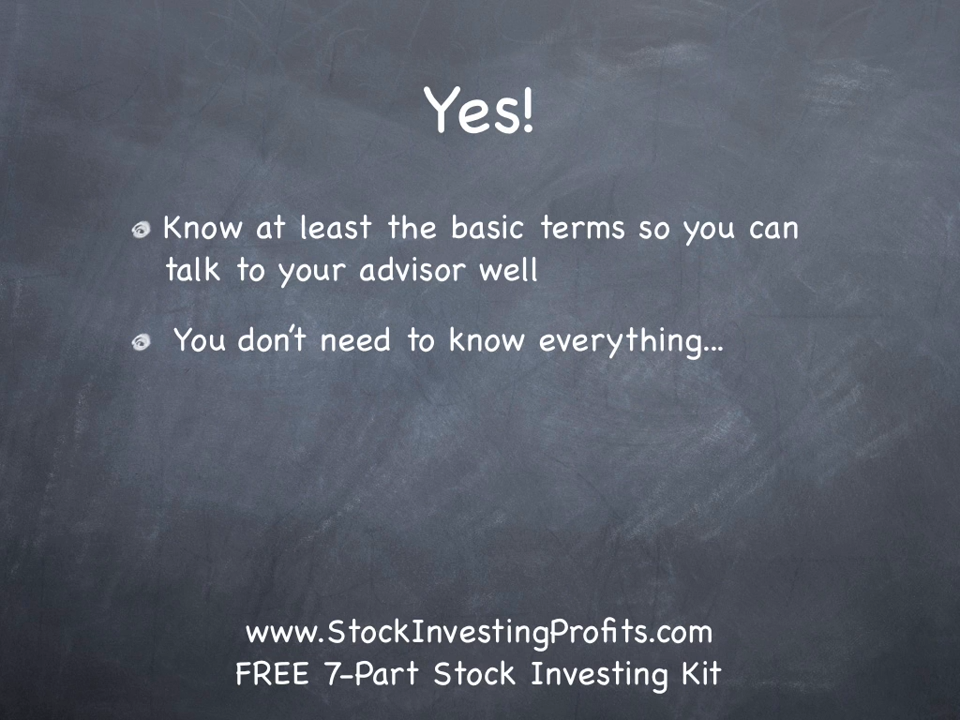 Yes!
Know at least the basic terms so you can
talk to your advisor well
You don't need to know everything...
www.StockInvestingProfits.com
FREE 7-Part Stock Investing Kit